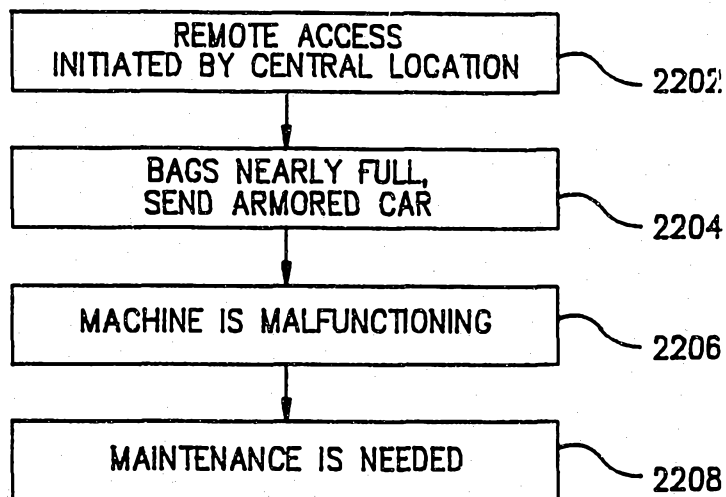 REMOTE ACCESS
INITIATED BY CENTRAL LOCATION
2202
BAGS NEARLY FULL,
SEND ARMORED CAR
2204
MACHINE IS MALFUNCTIONING
2206
MAINTENANCE IS NEEDED
2208